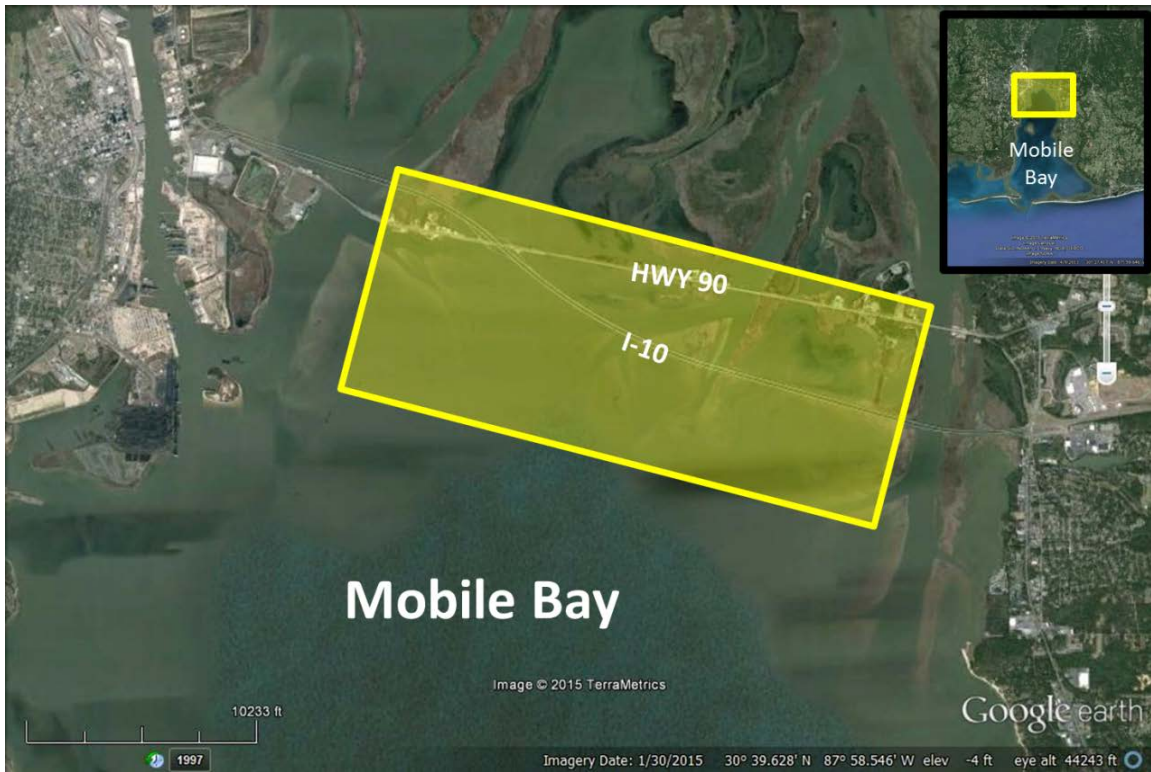 Mobile
Bay
HWY 90
I-10
Mobile Bay
Image © 2015 TerraMetrics
Google earth
10233 ft
1997
Imagery Date: 1/30/2015 30° 39.628' N 87° 58.546' W elev -4 ft eye alt 44243 ft